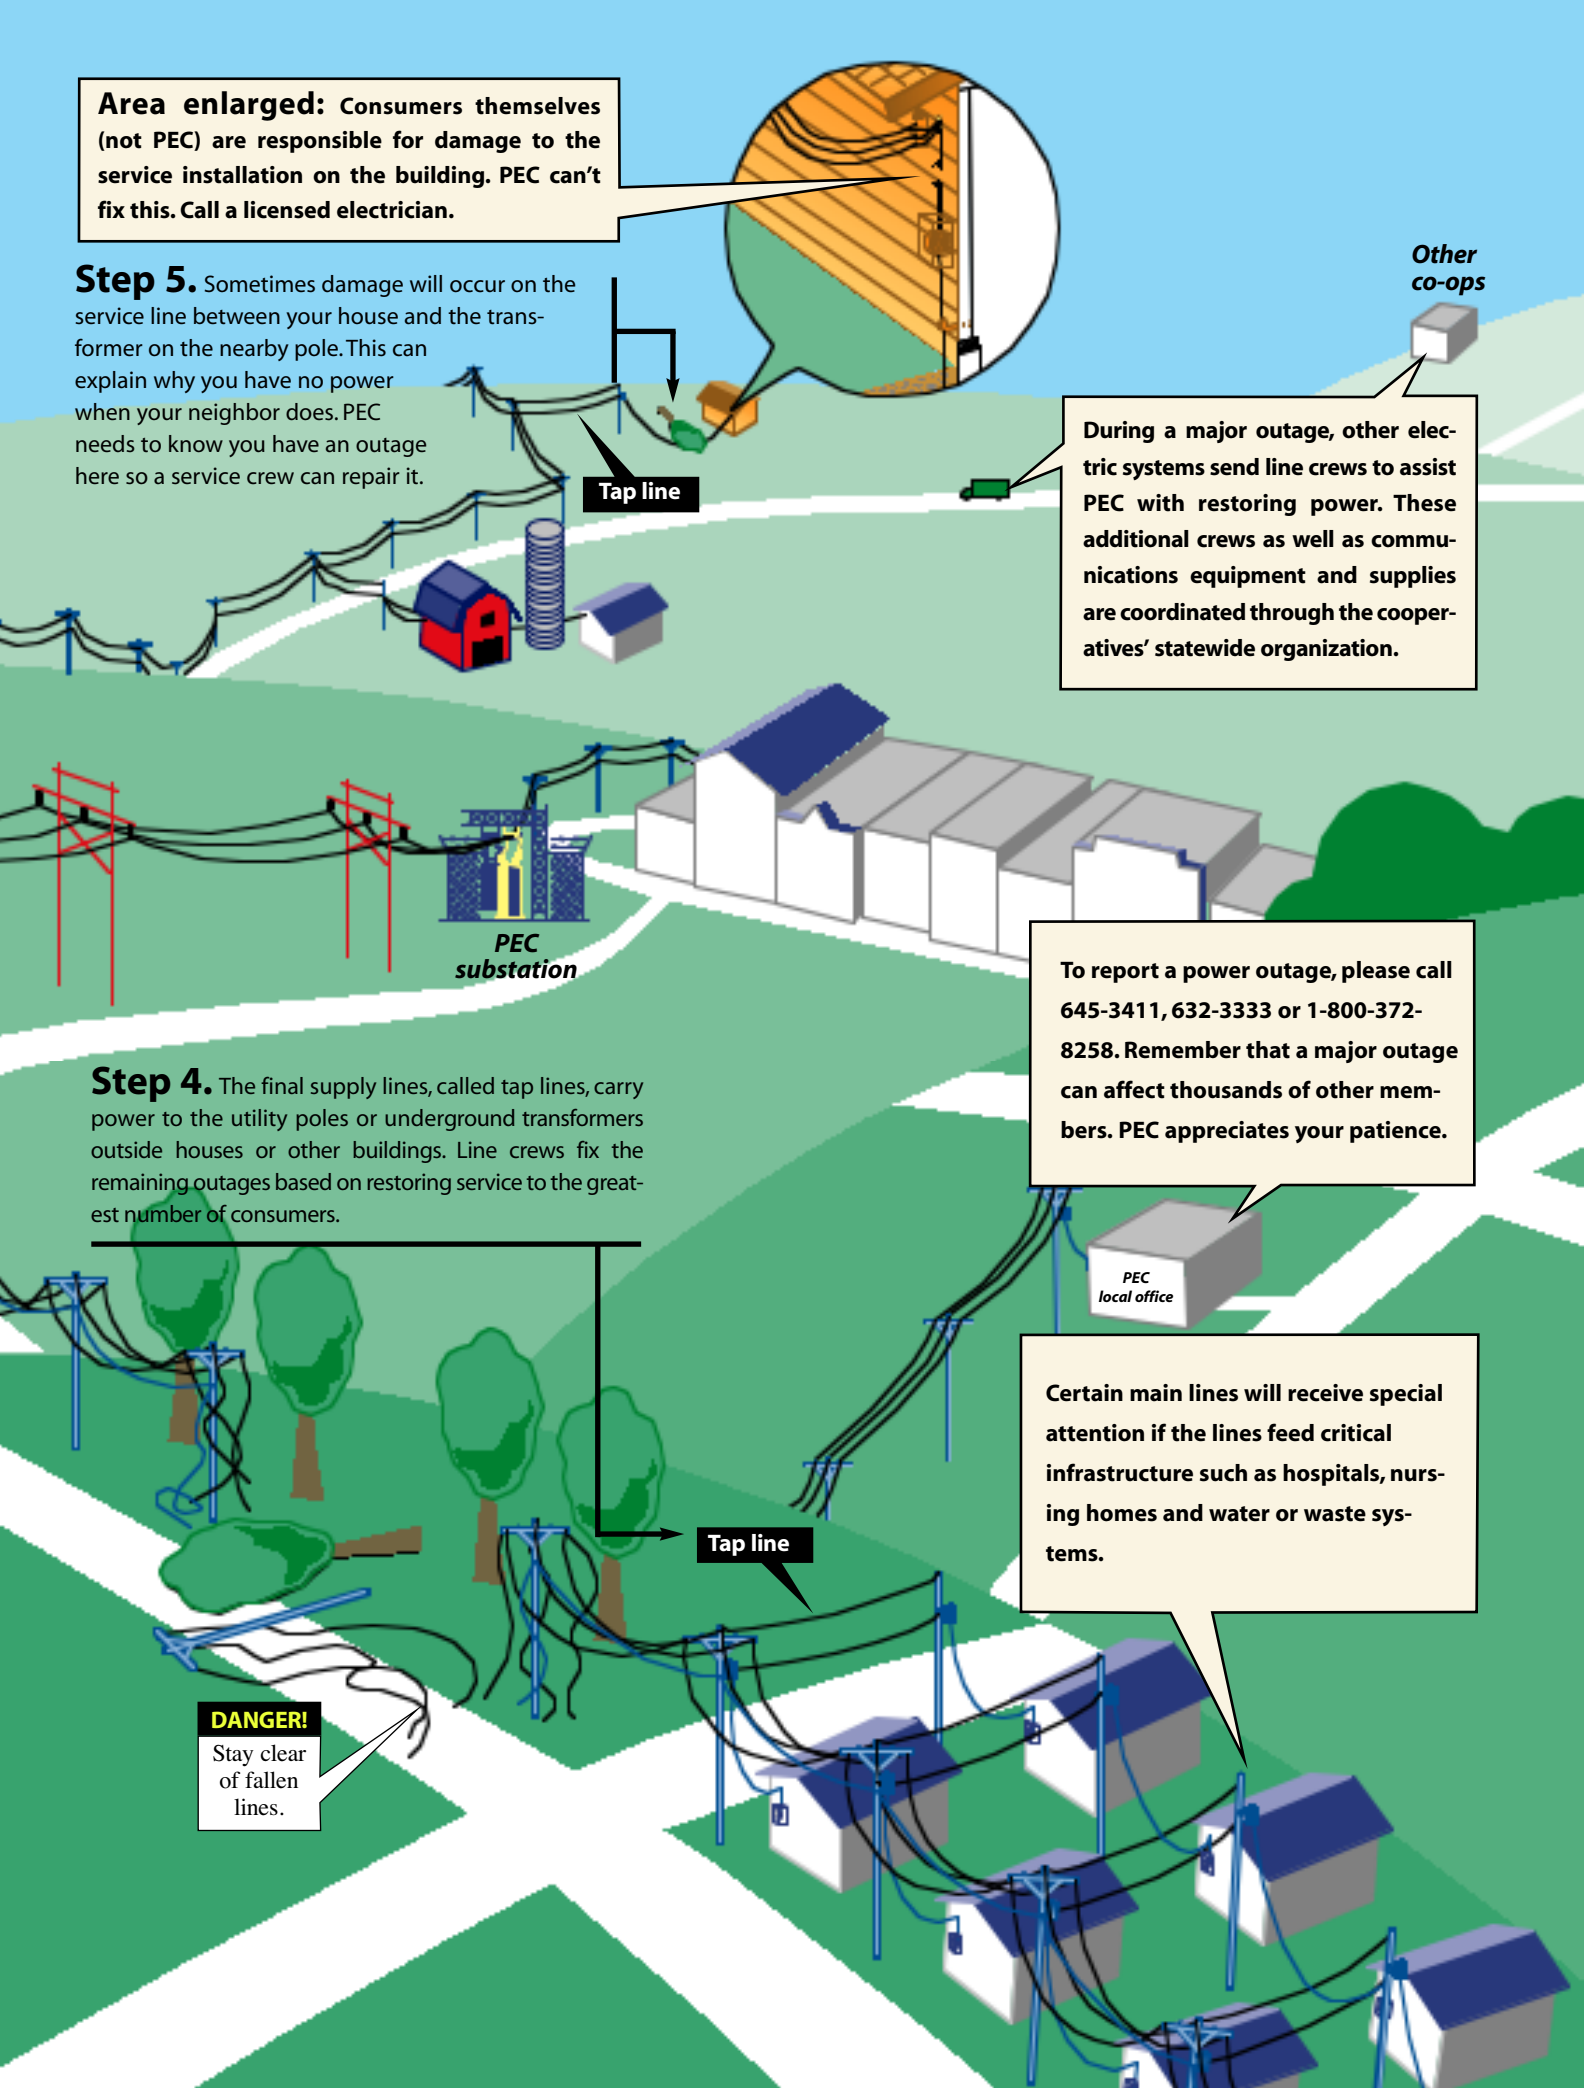 Area enlarged: Consumers themselves
(not PEC) are responsible for damage to the
service installation on the building. PEC can't
fix this. Call a licensed electrician.
Step 5. Sometimes damage will occur on the
service line between your house and the trans-
former on the nearby pole. This can
explain why you have no power
when your neighbor does. PEC
needs to know you have an outage
here so a service crew can repair it.
Tap line
Other
co-ops
During a major outage, other elec-
tric systems send line crews to assist
PEC with restoring power. These
additional crews as well as commu-
nications equipment and supplies
are coordinated through the cooper-
atives' statewide organization.
PEC
substation
To report a power outage, please call
645-3411, 632-3333 or 1-800-372-
8258. Remember that a major outage
can affect thousands of other mem-
bers. PEC appreciates your patience.
Step 4. The final supply lines, called tap lines, carry
power to the utility poles or underground transformers
outside houses or other buildings. Line crews fix the
remaining outages based on restoring service to the great-
est number of consumers.
PEC
local office
Certain main lines will receive special
attention if the lines feed critical
infrastructure such as hospitals, nurs-
ing homes and water or waste sys-
tems.
Tap line
DANGER!
Stay clear
of fallen
lines.